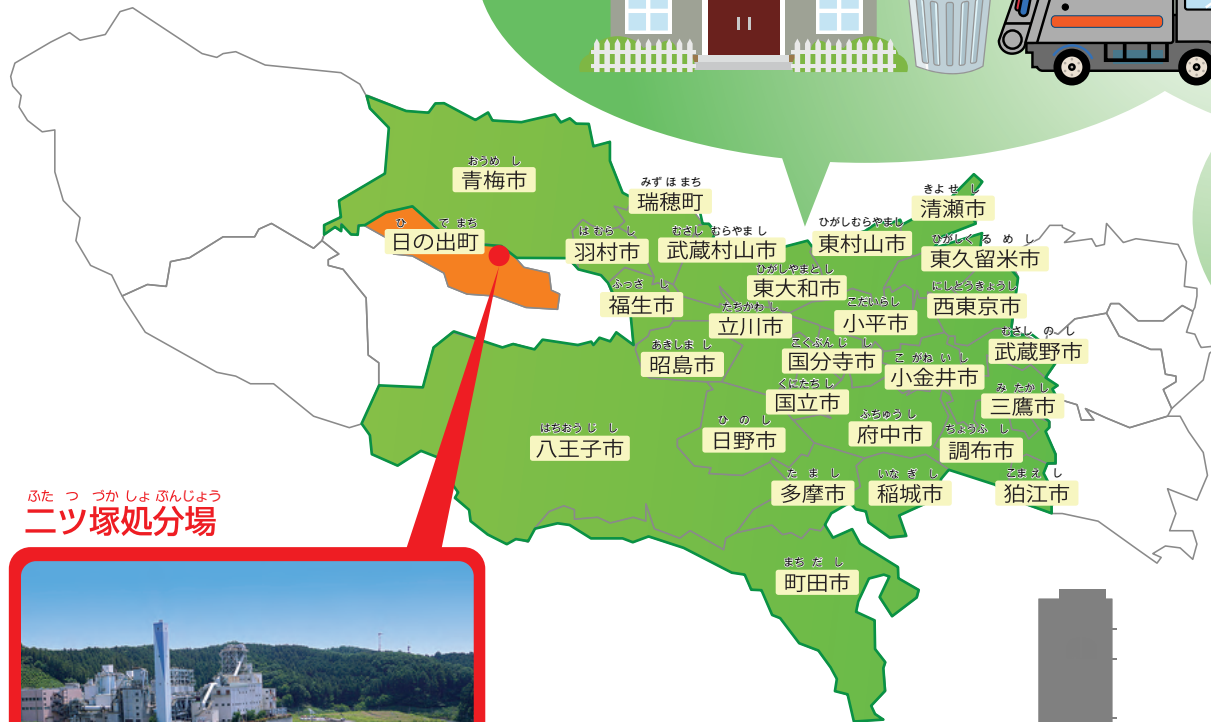 おうめ し
青梅市
みずほまち
瑞穂町
きよせ し
清瀬市
ひ の で まち
日の出町
はむら し
羽村市
むさし むらやま し
武蔵村山市
ひがしむらやまし
東村山市
ひがしくるめ し
東久留米市
ふっさ し
福生市
ひがしやまと し
東大和市
たちかわ し
立川市
こだいらし
小平市
にしとうきょうし
西東京市
あきしま し
昭島市
こくぶんじ し
国分寺市
こ がねい し
小金井市
むさし の し
武蔵野市
くにたち し
国立市
み たかし
三鷹市
はちおうじ し
八王子市
ひ の し
日野市
ふちゅう し
府中市
ちょうふ し
調布市
た ま し
多摩市
いなぎ し
稲城市
こまえ し
狛江市
ふた つ づか しょ ぶんじょう
二ツ塚処分場
まち だ し
町田市